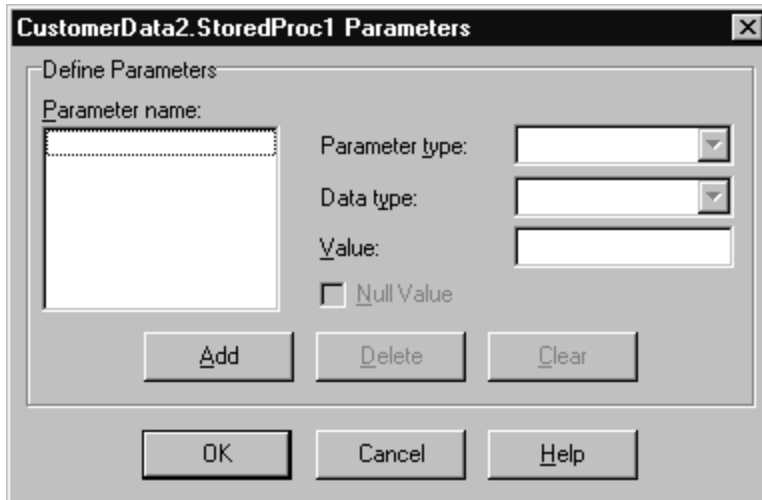 CustomerData2.StoredProc1 Parameters
Define Parameters
Parameter name:
Parameter type:
Data type:
Value:
Null Value
Add
Delete
Clear
OK
Cancel
Help